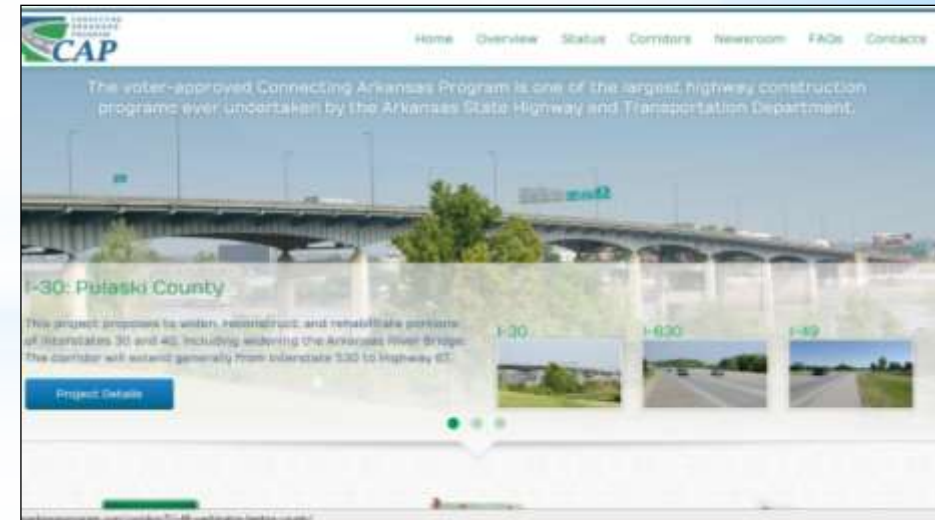 CONNECTING
ARKANSAS
PROGRAM
CAP
Home Overview Status Corridors Newsroom FAQs Contacts
The voter-approved Connecting Arkansas Program is one of the largest highway construction
programs ever undertaken by the Arkansas State Highway and Transportation Department.
I-30: Pulaski County
This project proposes to widen, reconstruct, and rehabilitate portions
of Interstates 30 and 40, including widening the Arkansas River Bridge.
The corridor will extend generally from Interstate 530 to Highway 67.
Project Details
I-30 I-630 I-49